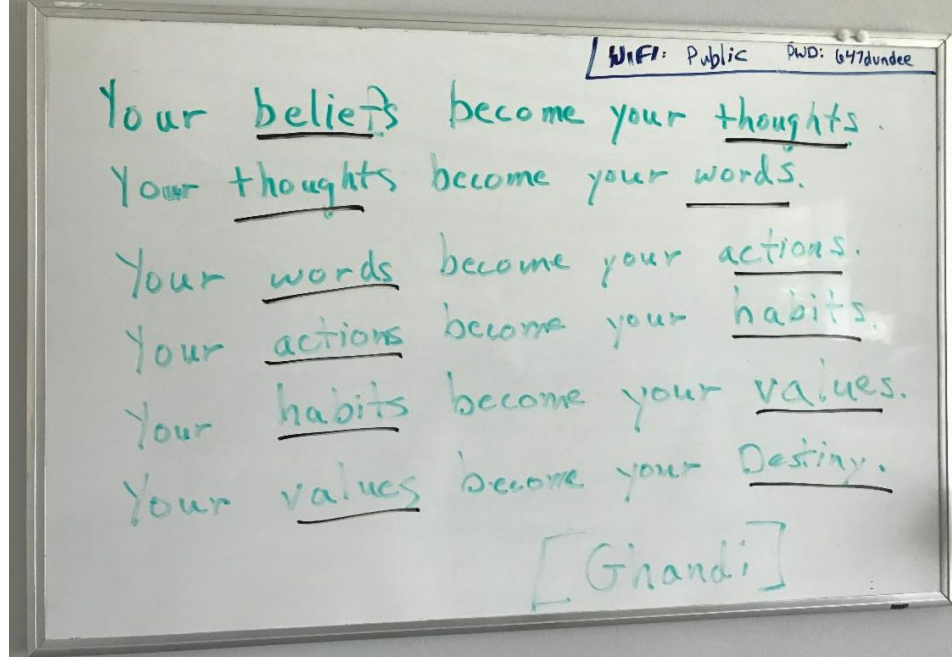 WIFI: Public PWD: 647dundee
Your beliefs become your thoughts.
Your thoughts become your words.
Your words become your actions.
Your actions become your habits.
Your habits become your values.
Your values become your Destiny.
[Ghandi]